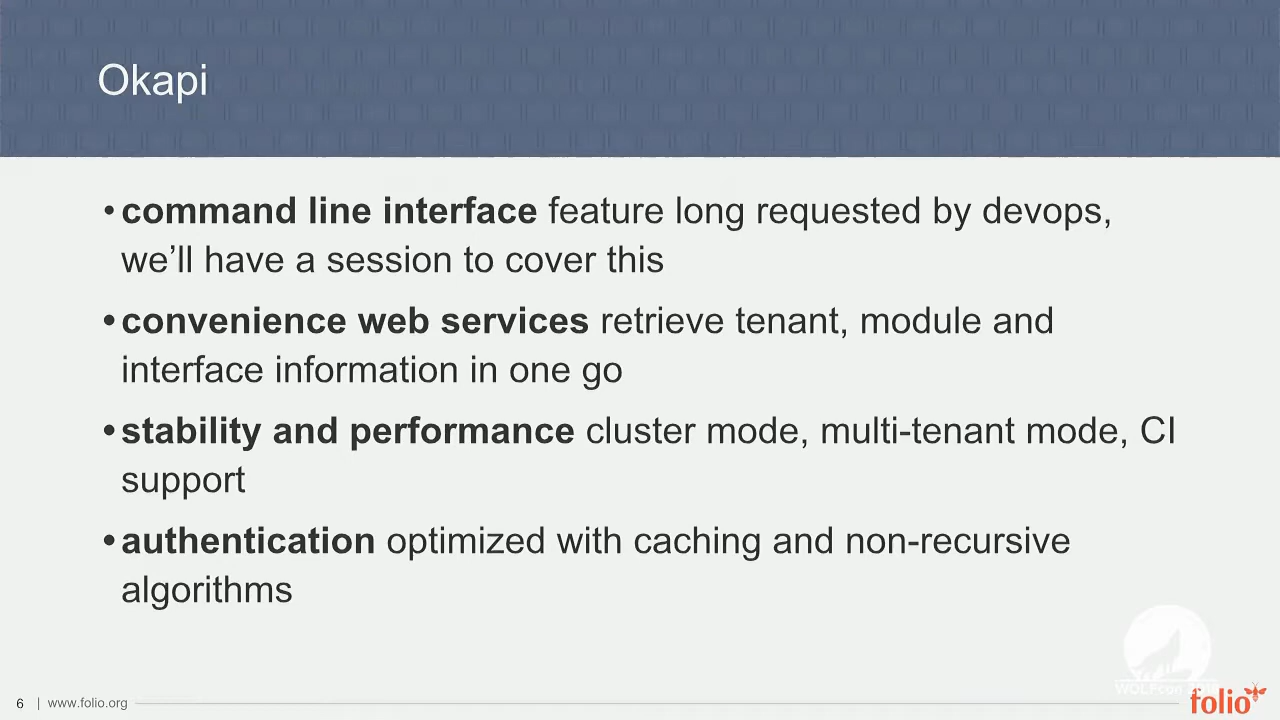 Okapi
•command line interface feature long requested by devops,
we’ll have a session to cover this
•convenience web services retrieve tenant, module and
interface information in one go
•stability and performance cluster mode, multi-tenant mode, CI
support
•authentication optimized with caching and non-recursive
algorithms
WOLFcon
6 | www.folio.org
folio